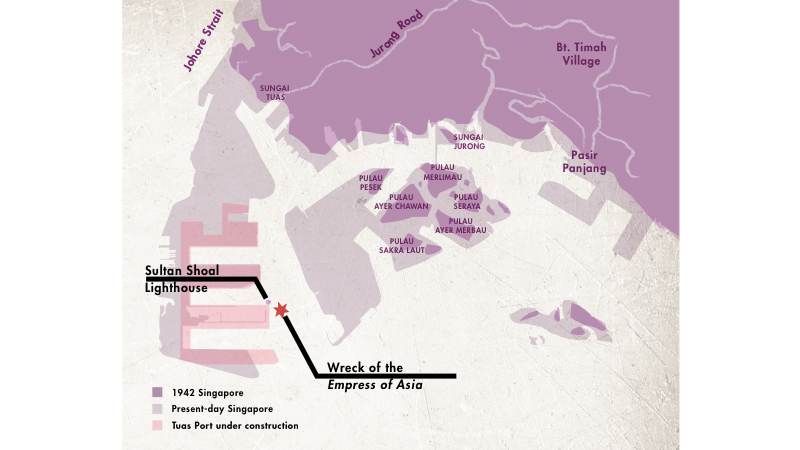 Johore Strait
Jurong Road
Bt. Timah
Village
SUNGAI
TUAS
SUNGAI
JURONG
Pasir
Panjang
PULAU
MERLIMAU
PULAU
PESEK
PULAU
AYER CHAWAN
PULAU
SERAYA
PULAU
AYER MERBAU
PULAU
SAKRA LAUT
Sultan Shoal
Lighthouse
Wreck of the
Empress of Asia
1942 Singapore
Present-day Singapore
Tuas Port under construction